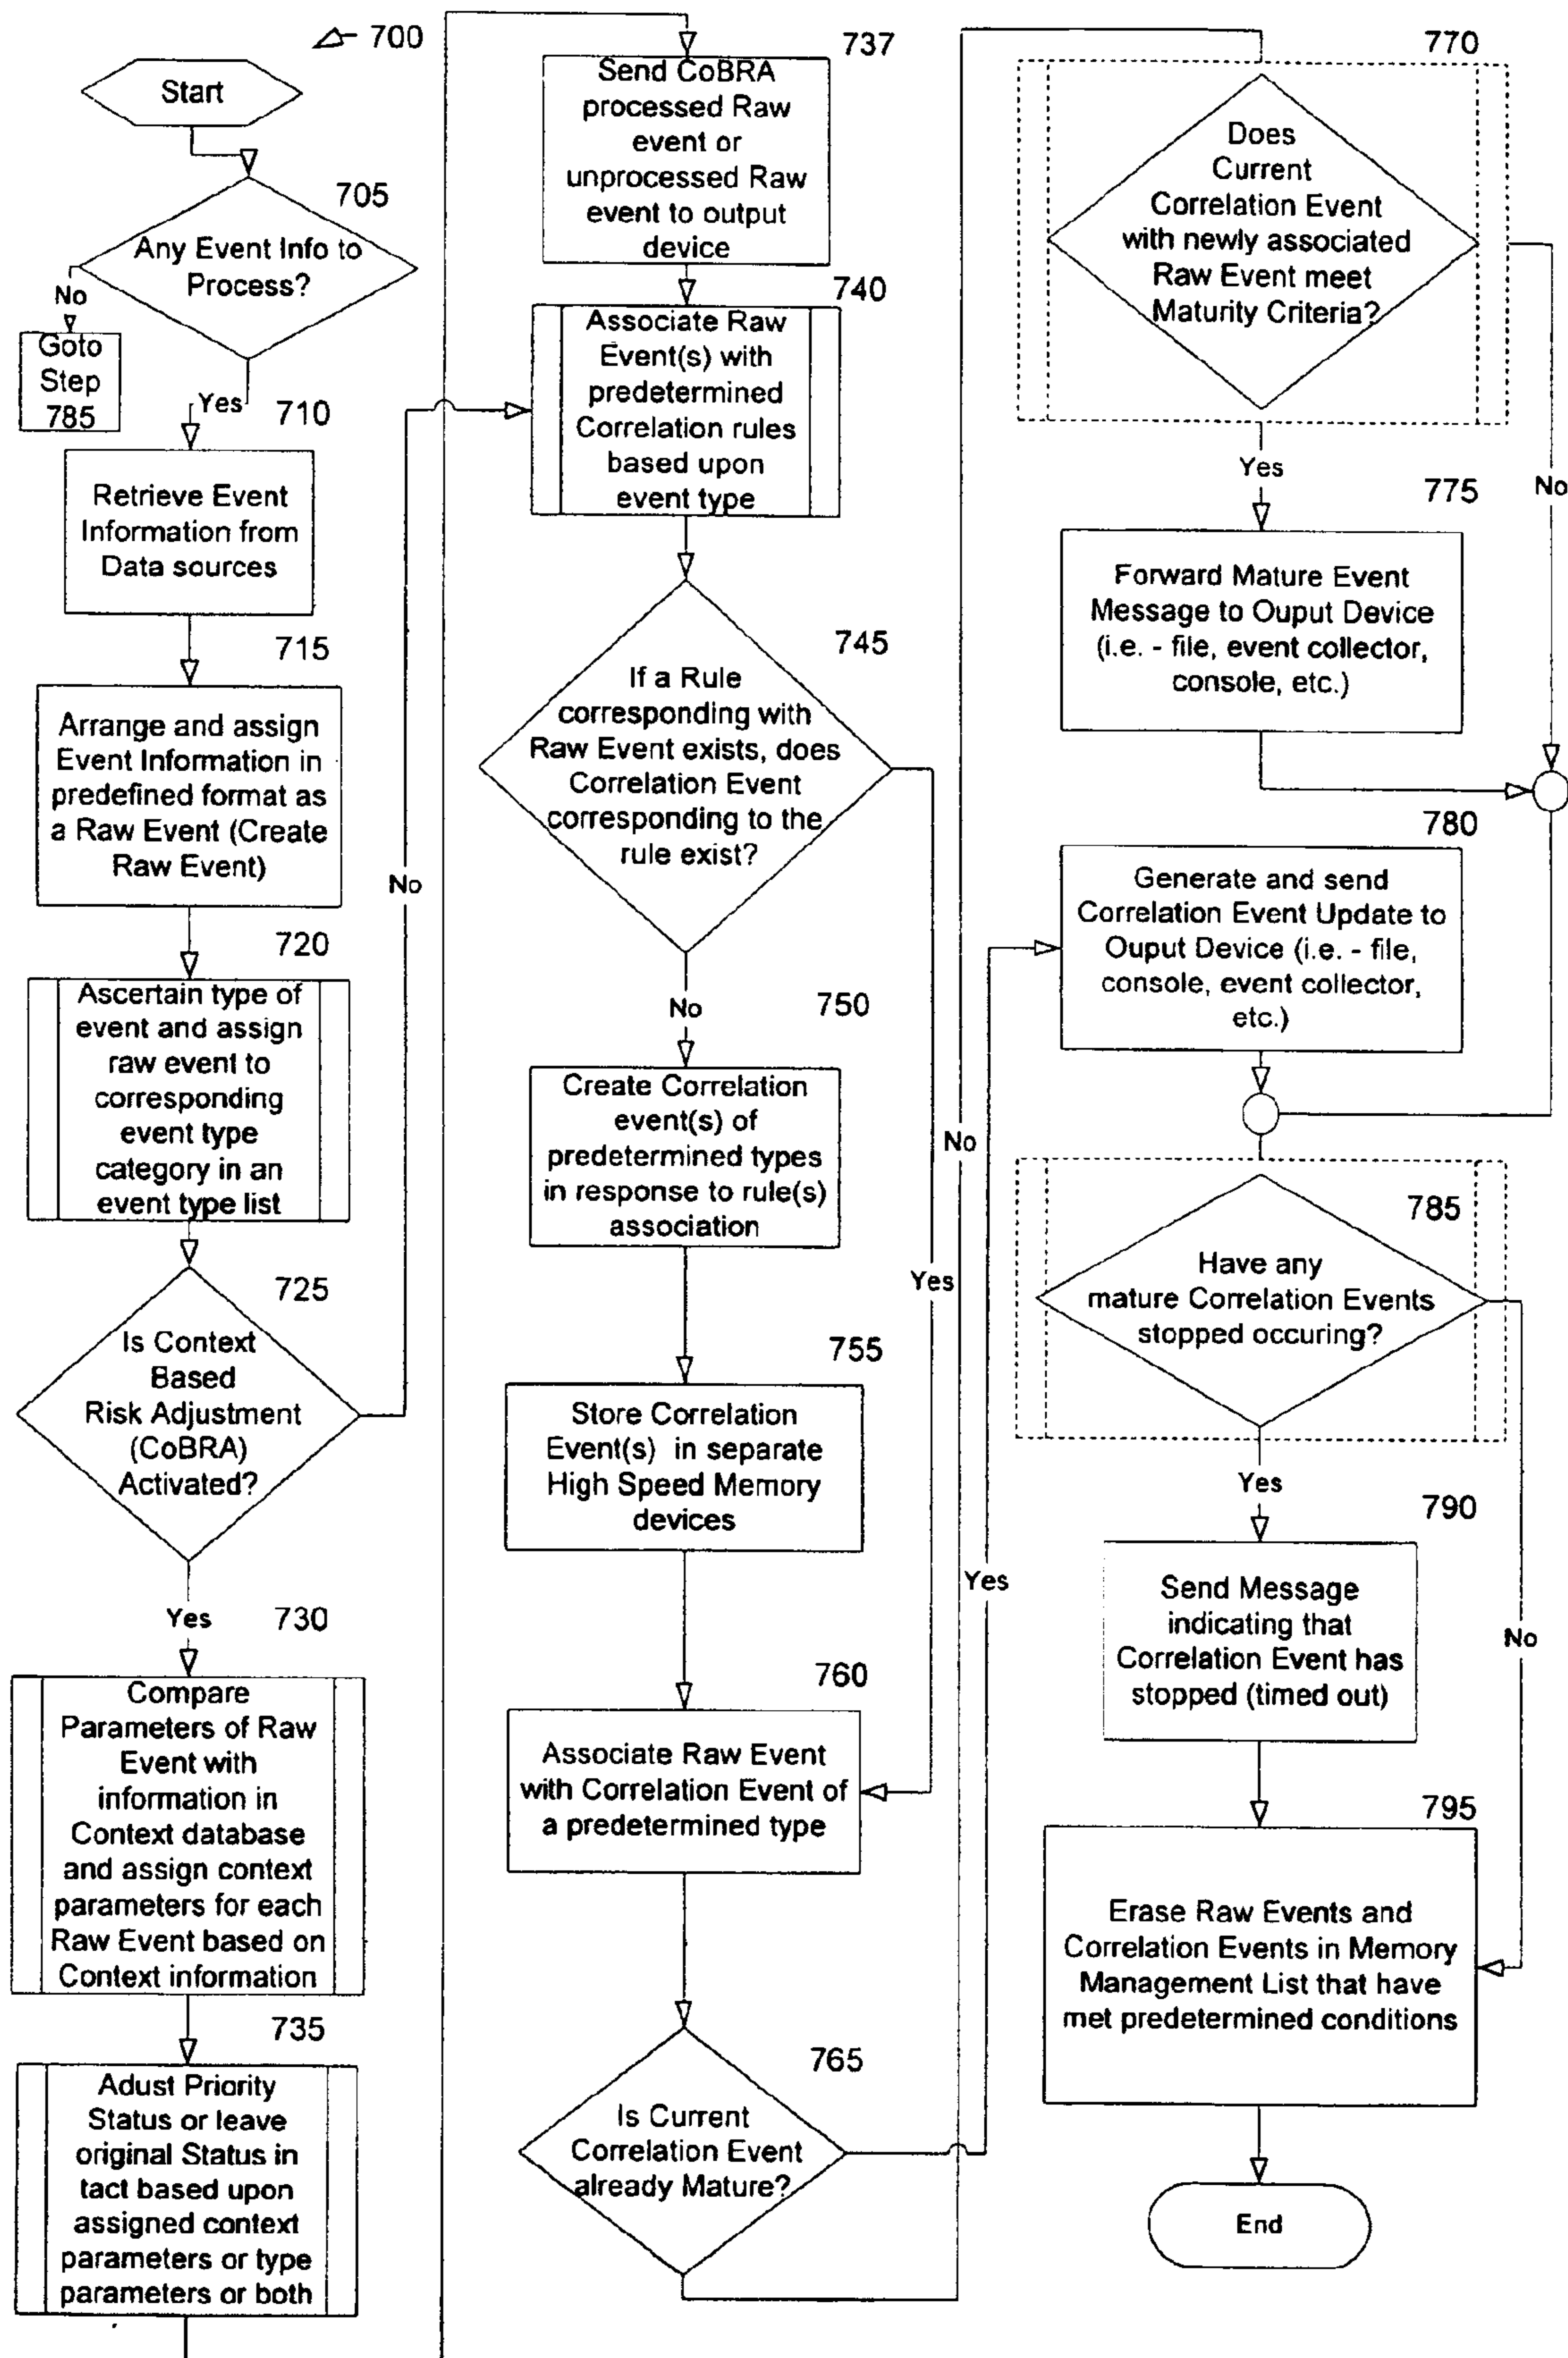 700
Start
705
Any Event Info to
Process?
No
Goto
Step
785
Yes
710
Retrieve Event
Information from
Data sources
715
Arrange and assign
Event Information in
predefined format as
a Raw Event (Create
Raw Event)
720
Ascertain type of
event and assign
raw event to
corresponding
event type
category in an
event type list
725
Is Context
Based
Risk Adjustment
(CoBRA)
Activated?
No
Yes
730
Compare
Parameters of Raw
Event with
information in
Context database
and assign context
parameters for each
Raw Event based on
Context information
735
Adust Priority
Status or leave
original Status in
tact based upon
assigned context
parameters or type
parameters or both
737
Send CoBRA
processed Raw
event or
unprocessed Raw
event to output
device
740
Associate Raw
Event(s) with
predetermined
Correlation rules
based upon
event type
745
If a Rule
corresponding with
Raw Event exists, does
Correlation Event
corresponding to the
rule exist?
No
750
Create Correlation
event(s) of
predetermined types
in response to rule(s)
association
Yes
755
Store Correlation
Event(s) in separate
High Speed Memory
devices
760
Associate Raw Event
with Correlation Event of
a predetermined type
765
Is Current
Correlation Event
already Mature?
No
Yes
770
Does
Current
Correlation Event
with newly associated
Raw Event meet
Maturity Criteria?
Yes
No
775
Forward Mature Event
Message to Ouput Device
(i.e. - file, event collector,
console, etc.)
780
Generate and send
Correlation Event Update to
Ouput Device (i.e. - file,
console, event collector,
etc.)
785
Have any
mature Correlation Events
stopped occuring?
Yes
No
790
Send Message
indicating that
Correlation Event has
stopped (timed out)
795
Erase Raw Events and
Correlation Events in Memory
Management List that have
met predetermined conditions
End